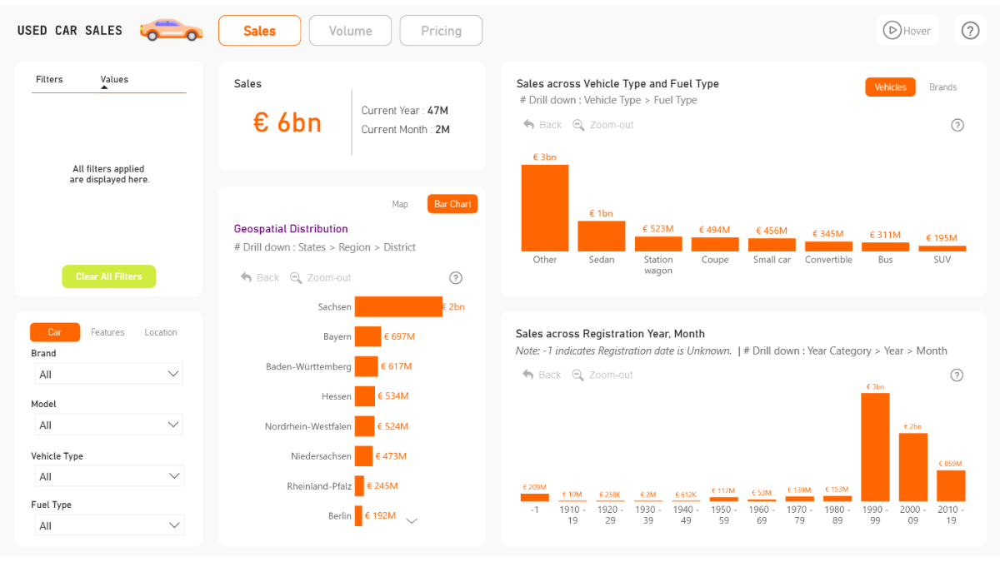 USED CAR SALES
Sales
Volume
Pricing
Hover
?
Filters
Values
All filters applied
are displayed here.
Clear All Filters
Car
Features
Location
Brand
All
Model
All
Vehicle Type
All
Fuel Type
All
Sales
€ 6bn
Current Year : 47M
Current Month : 2M
Map
Bar Chart
Geospatial Distribution
# Drill down : States > Region > District
Back
Zoom-out
?
Sachsen € 2bn
Bayern € 697M
Baden-Württemberg € 617M
Hessen € 534M
Nordrhein-Westfalen € 524M
Niedersachsen € 473M
Rheinland-Pfalz € 245M
Berlin € 192M
Sales across Vehicle Type and Fuel Type
Vehicles
Brands
# Drill down : Vehicle Type > Fuel Type
Back
Zoom-out
?
€ 3bn
€ 1bn
€ 523M
€ 494M
€ 456M
€ 345M
€ 311M
€ 195M
Other
Sedan
Station
wagon
Coupe
Small car
Convertible
Bus
SUV
Sales across Registration Year, Month
Note: -1 indicates Registration date is Unknown. | # Drill down : Year Category > Year > Month
Back
Zoom-out
?
€ 209M
€ 10M
€ 258K
€ 2M
€ 612K
€ 117M
€ 53M
€ 139M
€ 153M
€ 3bn
€ 2bn
€ 859M
-1
1910 -
19
1920 -
29
1930 -
39
1940 -
49
1950 -
59
1960 -
69
1970 -
79
1980 -
89
1990 -
99
2000 -
09
2010 -
19